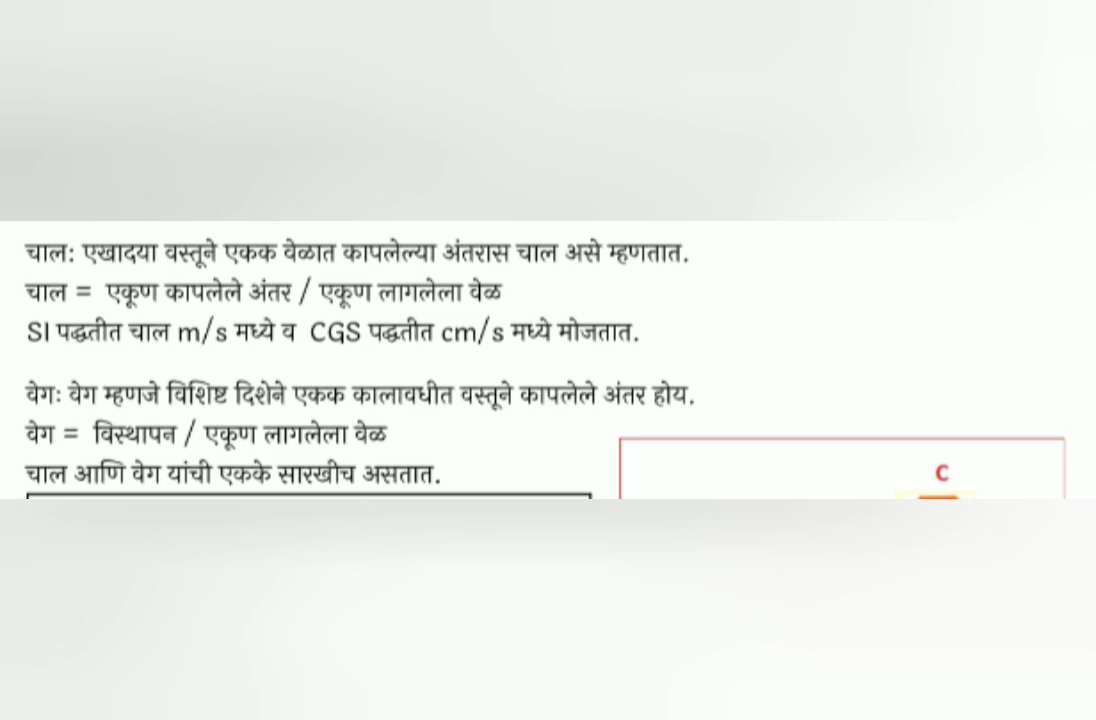 चाल: एखादया वस्तूने एकक वेळात कापलेल्या अंतरास चाल असे म्हणतात.
चाल = एकूण कापलेले अंतर / एकूण लागलेला वेळ
SI पद्धतीत चाल m/s मध्ये व CGS पद्धतीत cm/s मध्ये मोजतात.
वेगः वेग म्हणजे विशिष्ट दिशेने एकक कालावधीत वस्तूने कापलेले अंतर होय.
वेग = विस्थापन / एकूण लागलेला वेळ
चाल आणि वेग यांची एकके सारखीच असतात.
C